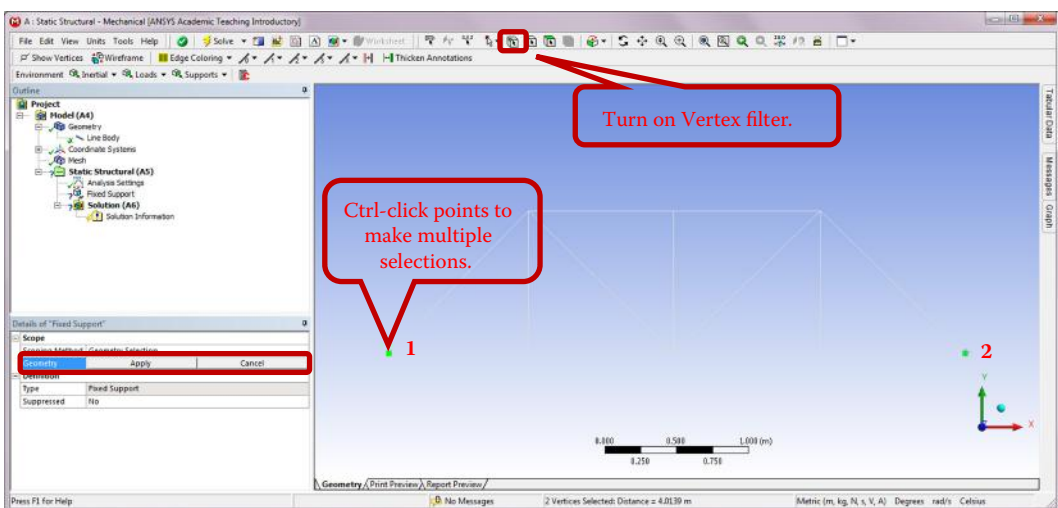 A : Static Structural - Mechanical [ANSYS Academic Teaching Introductory]
File Edit View Units Tools Help Solve Worksheet
Show Vertices Wireframe Edge Coloring Thicken Annotations
Environment Inertial Loads Supports
Outline
Project
Model (A4)
Geometry
Line Body
Coordinate Systems
Mesh
Static Structural (A5)
Analysis Settings
Fixed Support
Solution (A6)
Solution Information
Turn on Vertex filter.
Ctrl-click points to
make multiple
selections.
1
2
Tabular Data
Messages
Graph
Details of "Fixed Support"
Scope
Scoping Method Geometry Selection
Geometry Apply Cancel
Definition
Type Fixed Support
Suppressed No
Y
X
0.000 0.500 1.000 (m)
0.250 0.750
Geometry Print Preview Report Preview
Press F1 for Help No Messages 2 Vertices Selected: Distance = 4.0139 m Metric (m, kg, N, s, V, A) Degrees rad/s Celsius